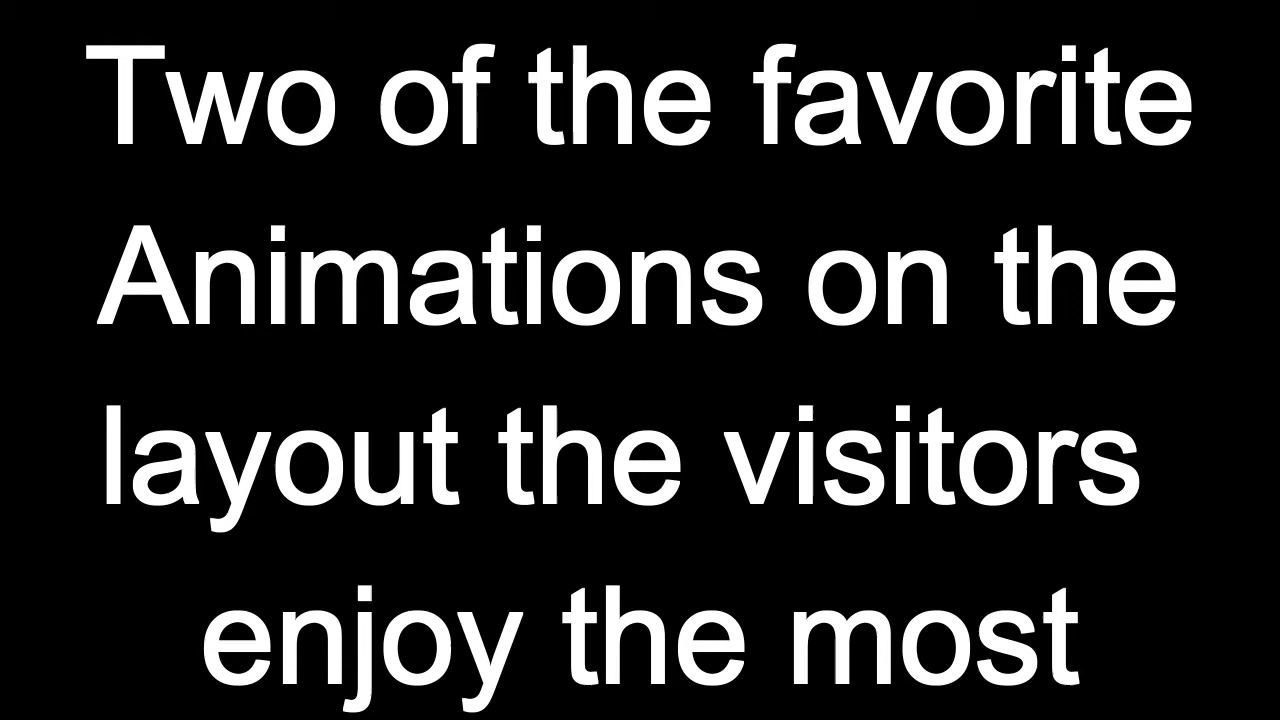 Two of the favorite
Animations on the
layout the visitors
enjoy the most